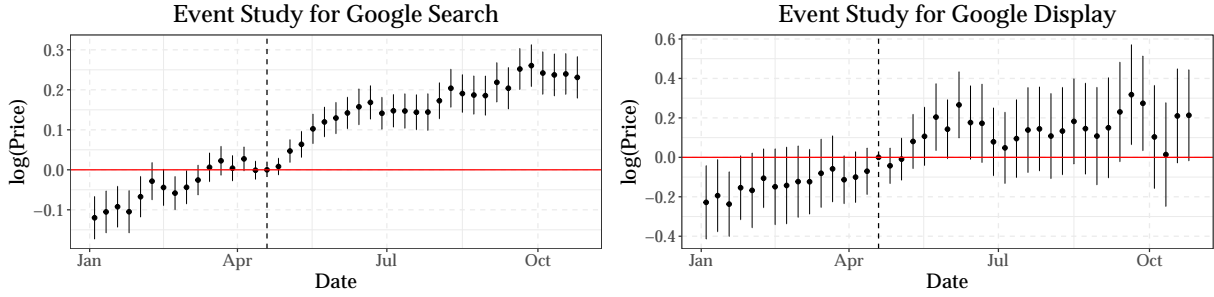 Event Study for Google Search
log(Price)
0.3
0.2
0.1
0.0
−0.1
Jan
Apr
Jul
Oct
Date
Event Study for Google Display
log(Price)
0.6
0.4
0.2
0.0
−0.2
−0.4
Jan
Apr
Jul
Oct
Date